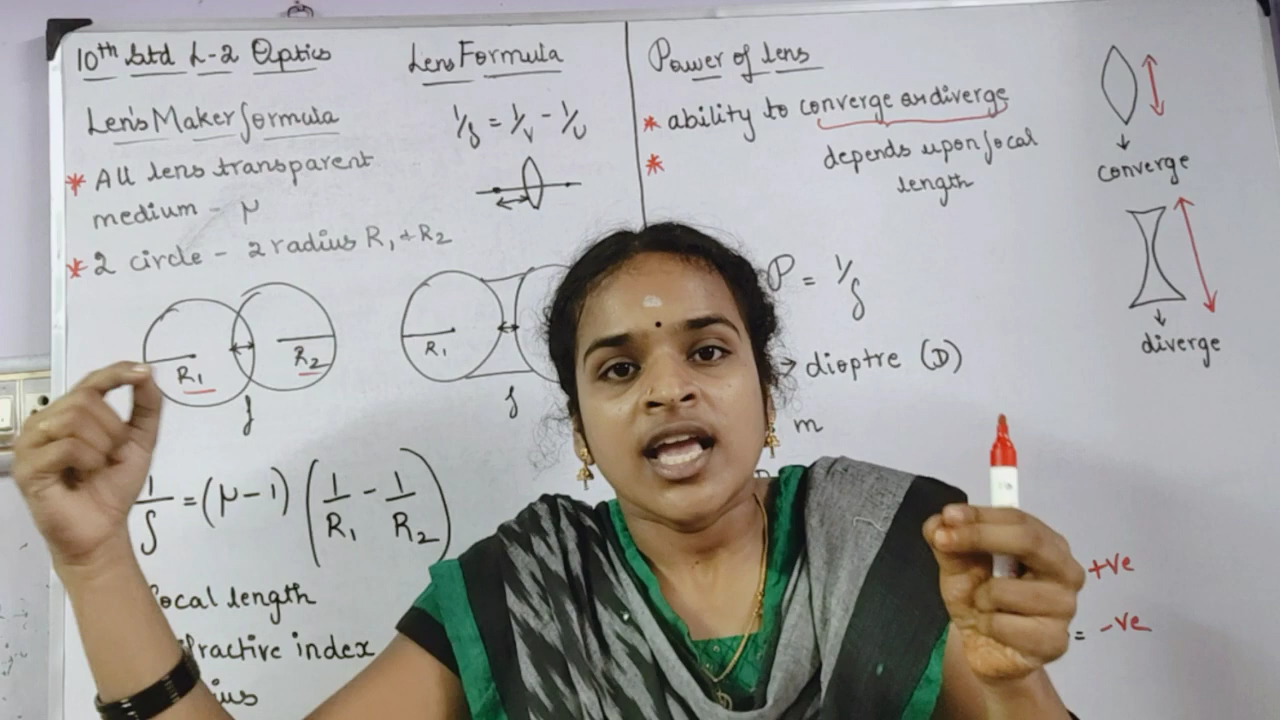 10th Std L-2 Optics
Lens Maker formula
* All lens transparent
medium - μ
* 2 circle - 2 radius R1 + R2
R1
R2
f
R1
f
1/f = (μ-1) (1/R1 - 1/R2)
focal length
refractive index
Lens Formula
1/f = 1/v - 1/u
Power of lens
* ability to converge or diverge
* depends upon focal
length
P = 1/f
→ dioptre (D)
m
+ve
= -ve
converge
diverge